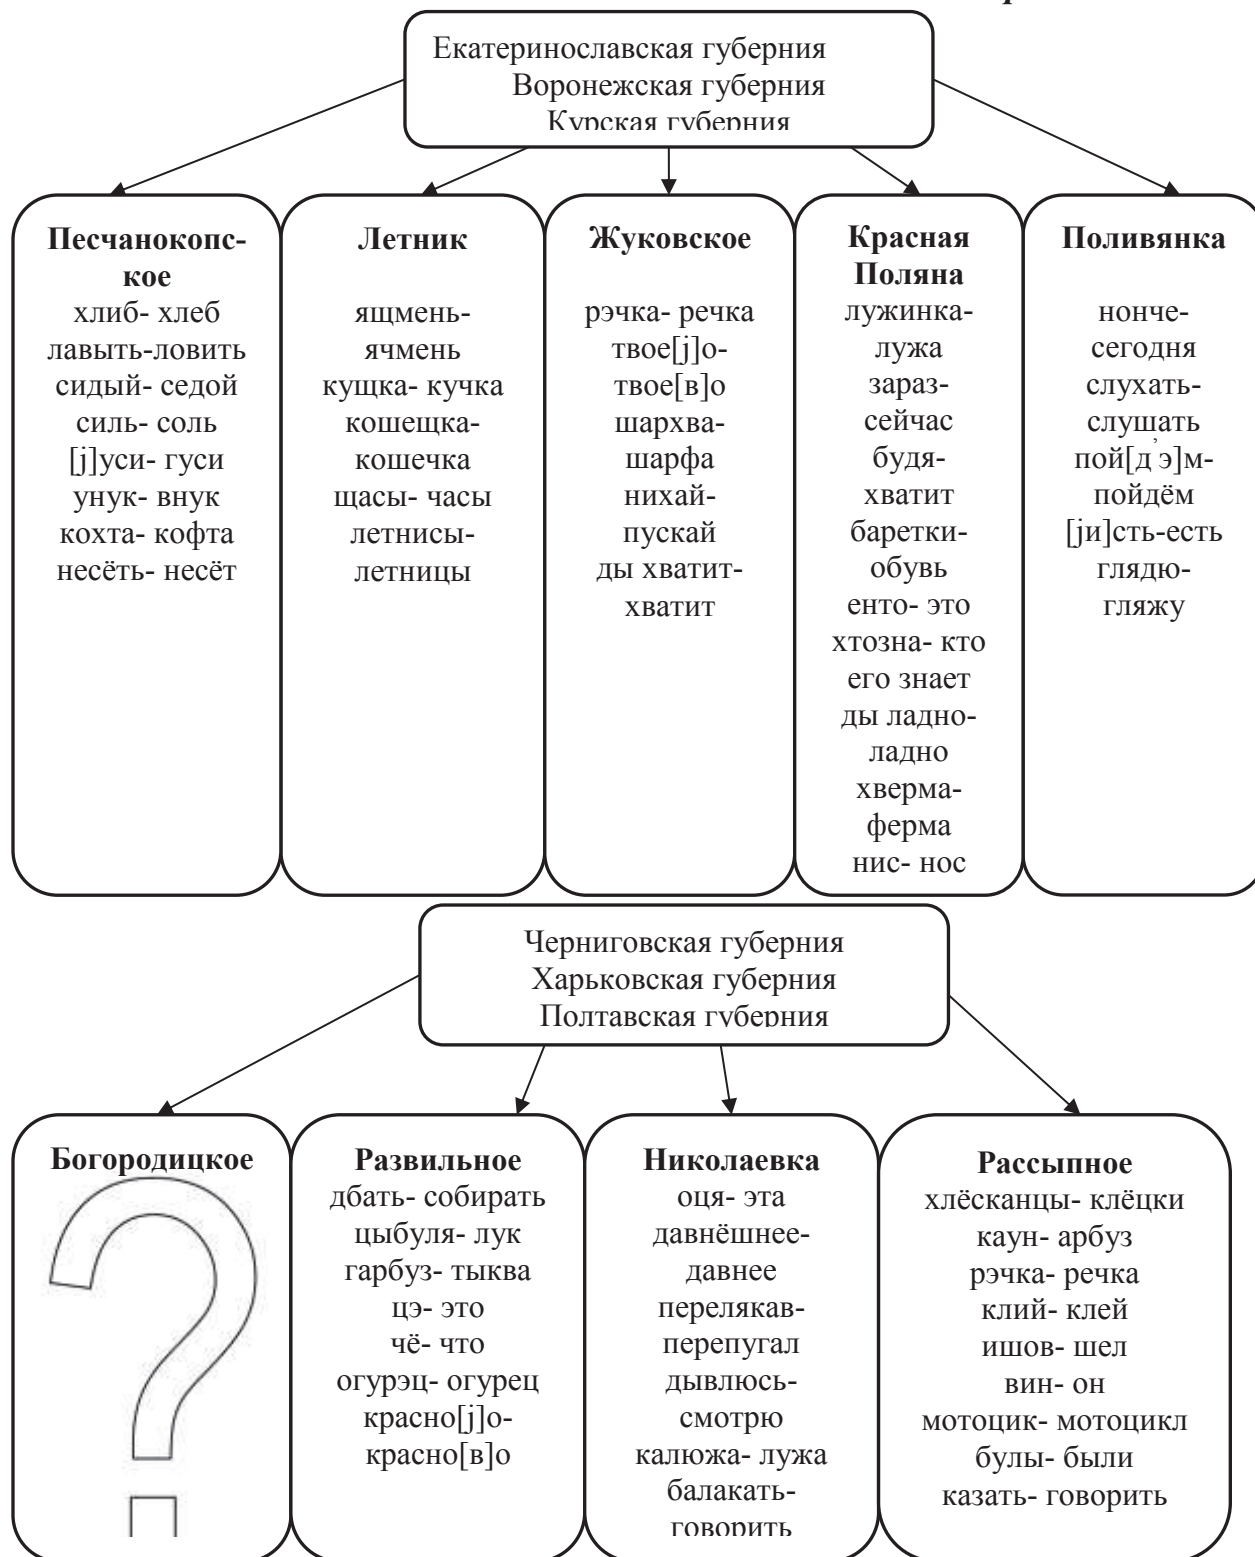 Екатеринославская губерния
Воронежская губерния
Курская губерния
Песчанокопс-
кое
хлиб- хлеб
лавыть-ловить
сидый- седой
силь- соль
[j]уси- гуси
унук- внук
кохта- кофта
несёть- несёт
Летник
ящмень-
ячмень
кущка- кучка
кошещка-
кошечка
щасы- часы
летнисы-
летницы
Жуковское
рэчка- речка
твое[j]о-
твое[в]о
шархва-
шарфа
нихай-
пускай
ды хватит-
хватит
Красная
Поляна
лужинка-
лужа
зараз-
сейчас
будя-
хватит
баретки-
обувь
енто- это
хтозна- кто
его знает
ды ладно-
ладно
хверма-
ферма
нис- нос
Поливянка
нонче-
сегодня
слухать-
слушать
пой[д᾿э]м-
пойдём
[jи]сть-есть
глядю-
гляжу
Черниговская губерния
Харьковская губерния
Полтавская губерния
Богородицкое
Развильное
дбать- собирать
цыбуля- лук
гарбуз- тыква
цэ- это
чё- что
огурэц- огурец
красно[j]о-
красно[в]о
Николаевка
оця- эта
давнёшнее-
давнее
перелякав-
перепугал
дывлюсь-
смотрю
калюжа- лужа
балакать-
говорить
Рассыпное
хлёсканцы- клёцки
каун- арбуз
рэчка- речка
клий- клей
ишов- шел
вин- он
мотоцик- мотоцикл
булы- были
казать- говорить